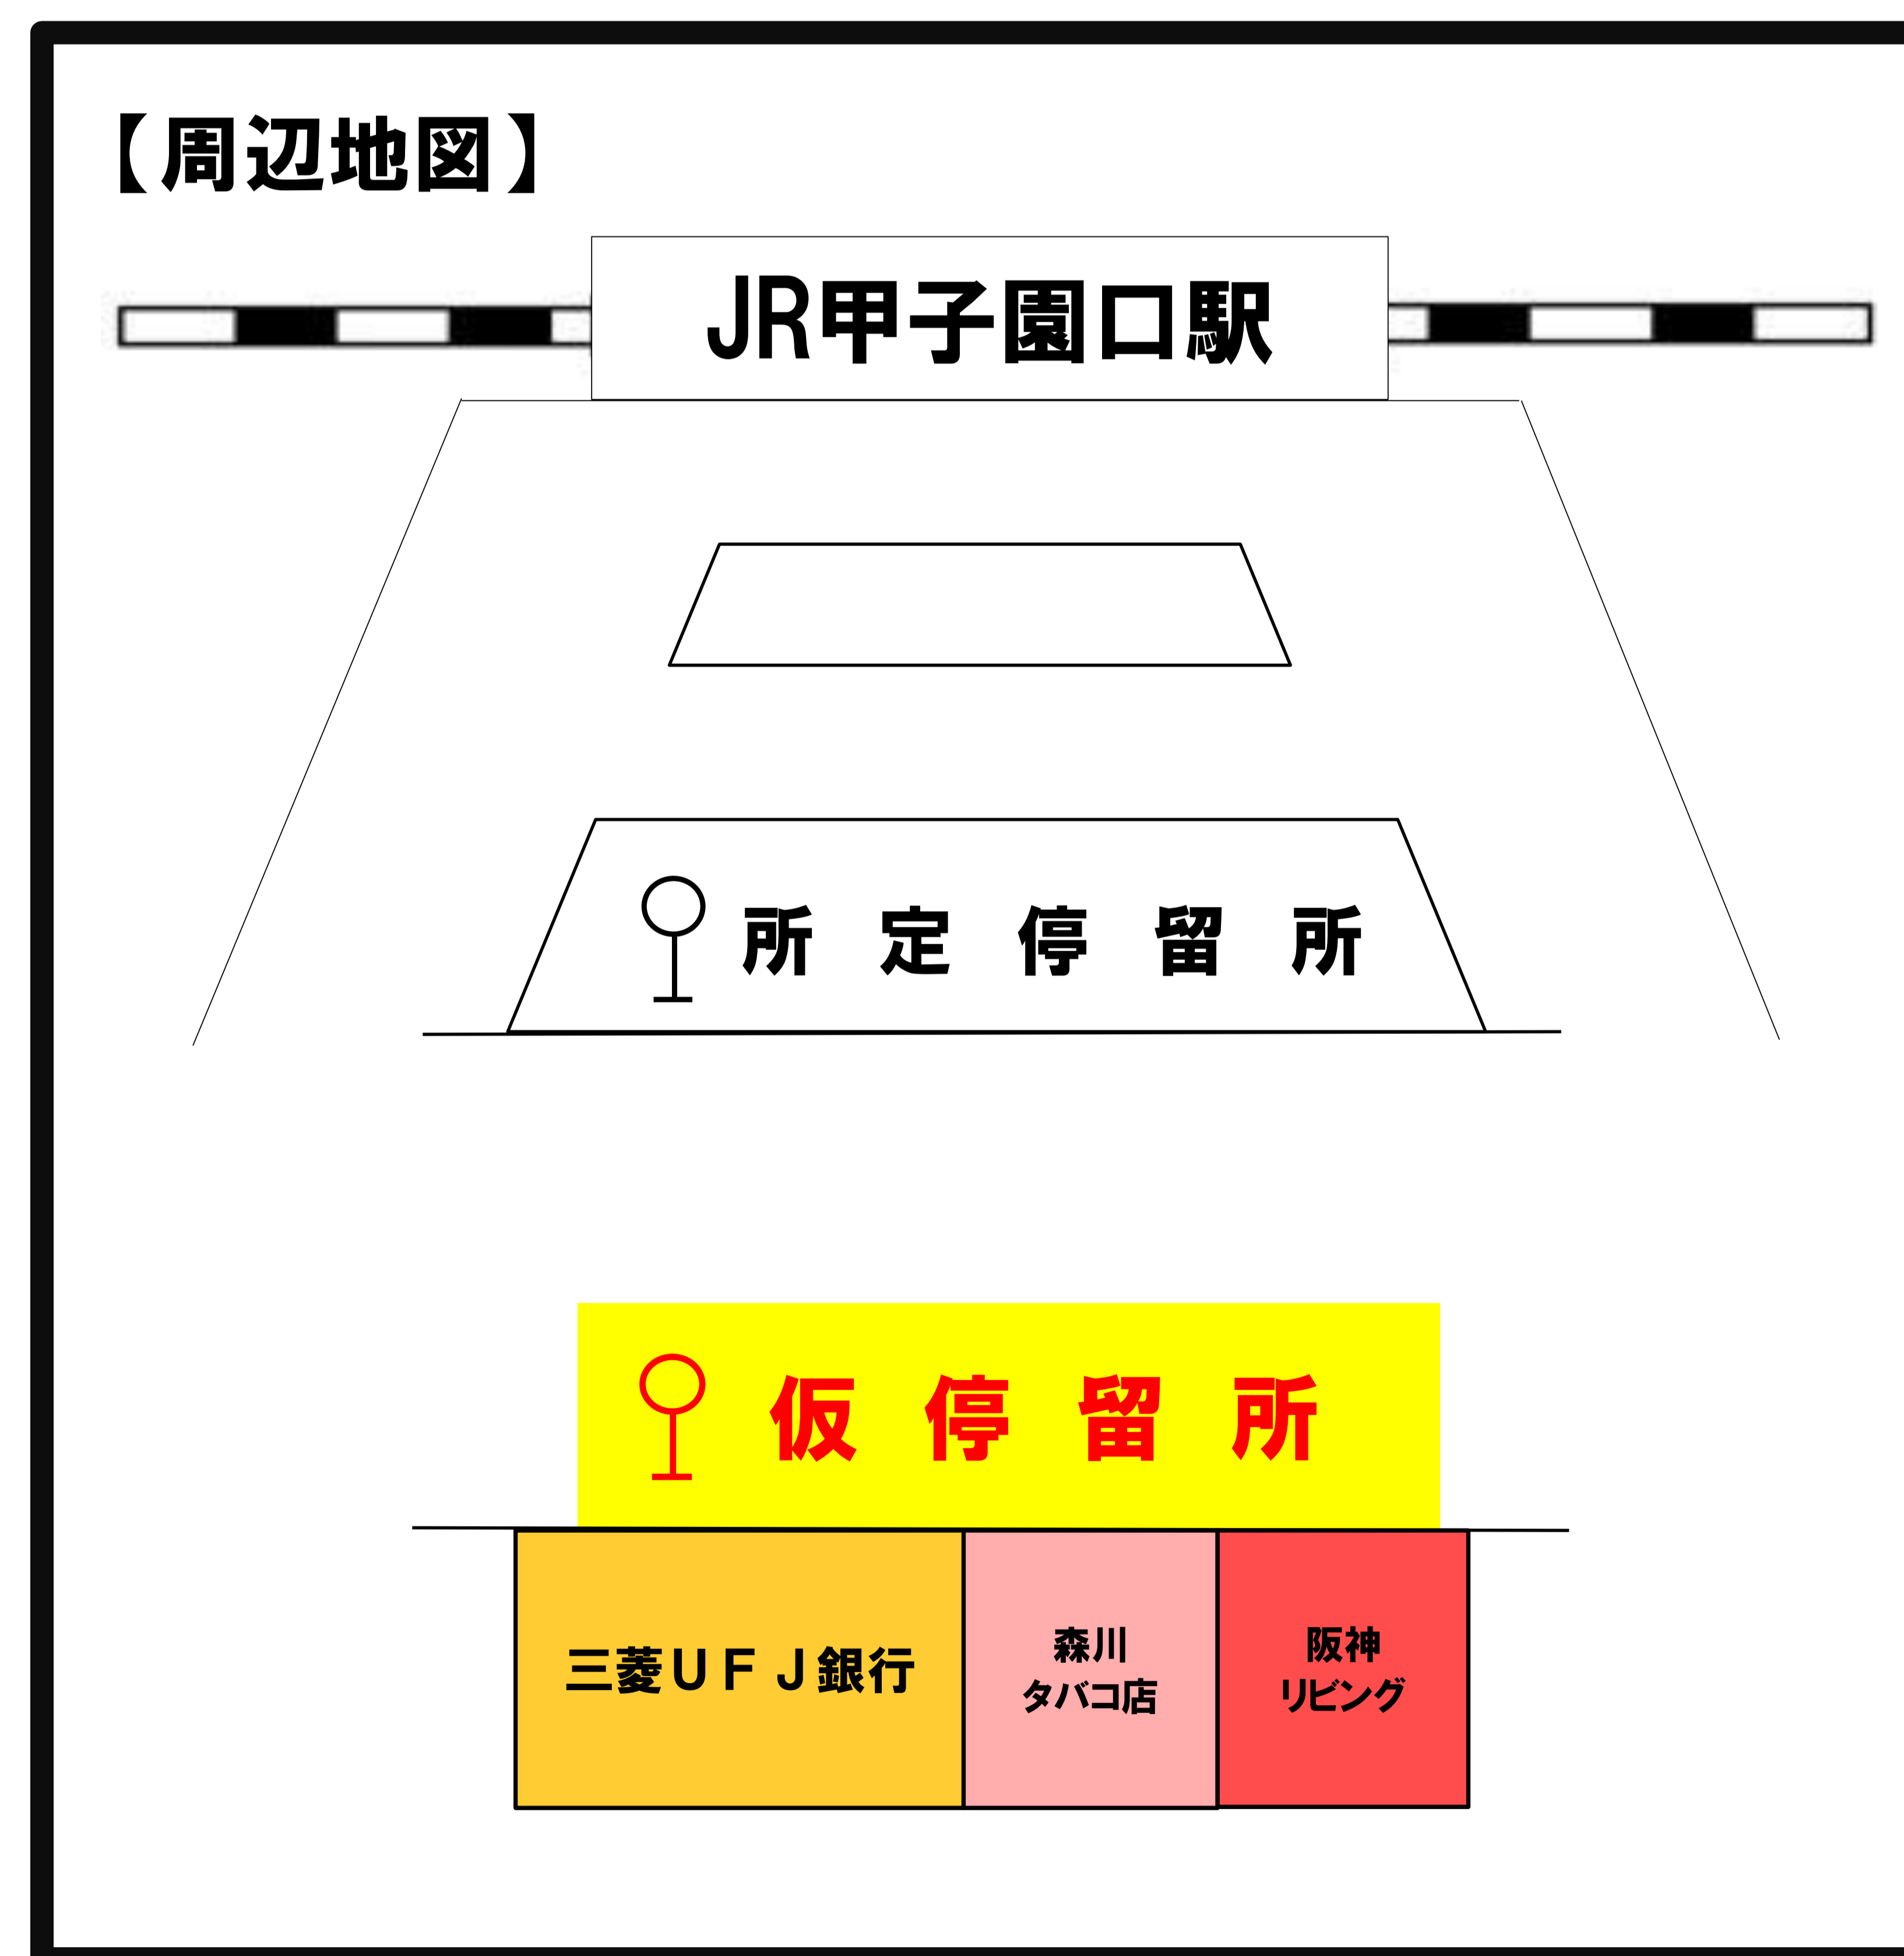 【周辺地図】
JR甲子園口駅
所定停留所
仮停留所
三菱ＵＦＪ銀行
森川
タバコ店
阪神
リビング